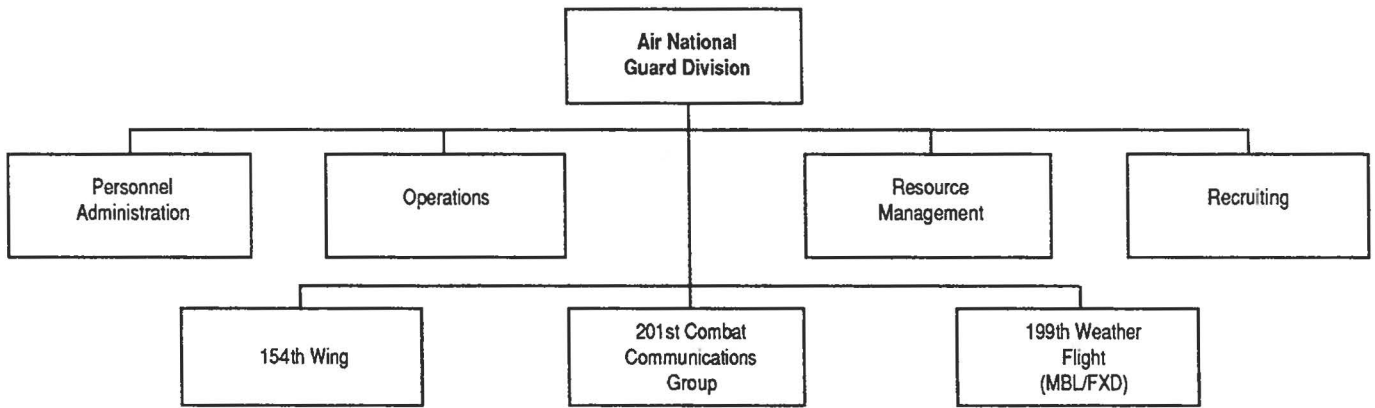 Air National
Guard Division
Personnel
Administration
Operations
Resource
Management
Recruiting
154th Wing
201st Combat
Communications
Group
199th Weather
Flight
(MBL/FXD)